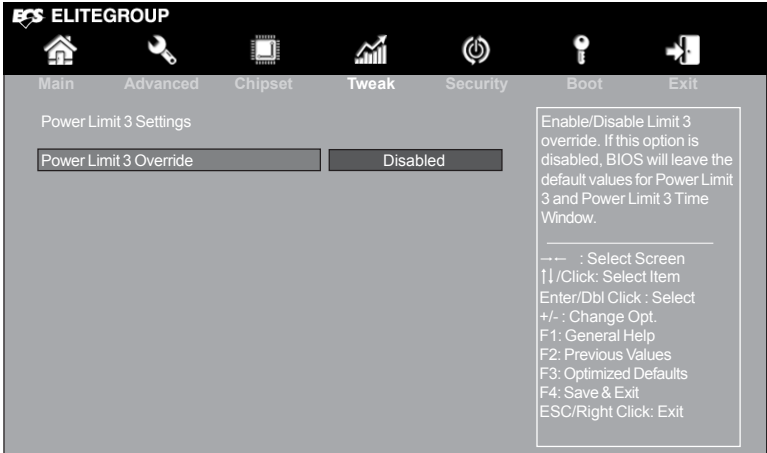 ECS ELITEGROUP
Main Advanced Chipset Tweak Security Boot Exit
Power Limit 3 Settings
Power Limit 3 Override Disabled
Enable/Disable Limit 3
override. If this option is
disabled, BIOS will leave the
default values for Power Limit
3 and Power Limit 3 Time
Window.
→← : Select Screen
↑↓/Click: Select Item
Enter/Dbl Click : Select
+/- : Change Opt.
F1: General Help
F2: Previous Values
F3: Optimized Defaults
F4: Save & Exit
ESC/Right Click: Exit